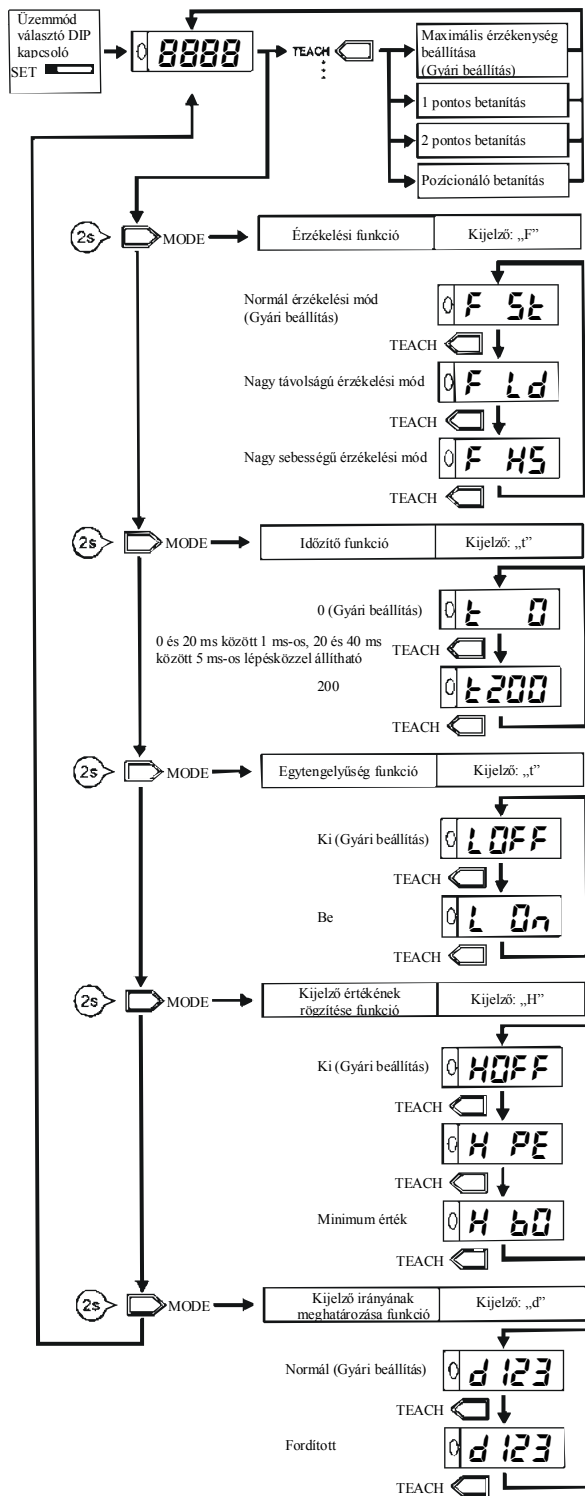 Üzemmód
választó DIP
kapcsoló
SET
8888
TEACH
Maximális érzékenység
beállítása
(Gyári beállítás)
1 pontos betanítás
2 pontos betanítás
Pozícionáló betanítás
2s MODE
Érzékelési funkció
Kijelző: „F”
Normál érzékelési mód
(Gyári beállítás)
F St
TEACH
Nagy távolságú érzékelési mód
F Ld
TEACH
Nagy sebességű érzékelési mód
F HS
TEACH
2s MODE
Időzítő funkció
Kijelző: „t”
0 (Gyári beállítás)
t 0
0 és 20 ms között 1 ms-os, 20 és 40 ms
között 5 ms-os lépésközzel állítható
TEACH
200
t200
TEACH
2s MODE
Egytengelyűség funkció
Kijelző: „t”
Ki (Gyári beállítás)
LOFF
TEACH
Be
L On
TEACH
2s MODE
Kijelző értékének
rögzítése funkció
Kijelző: „H”
Ki (Gyári beállítás)
HOFF
TEACH
H PE
TEACH
Minimum érték
H b0
TEACH
2s MODE
Kijelző irányának
meghatározása funkció
Kijelző: „d”
Normál (Gyári beállítás)
d 123
TEACH
Fordított
d 123
TEACH